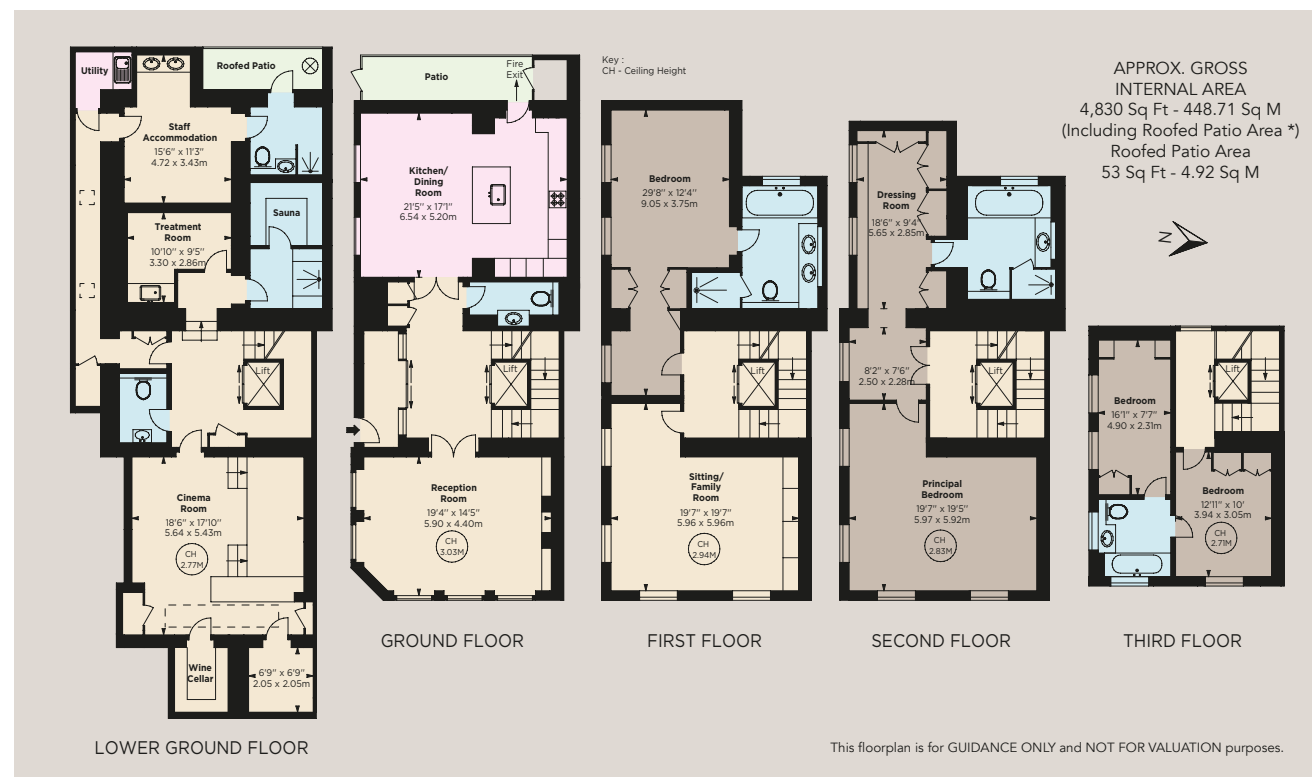 Key :
CH - Ceiling Height
APPROX. GROSS
INTERNAL AREA
4,830 Sq Ft - 448.71 Sq M
(Including Roofed Patio Area *)
Roofed Patio Area
53 Sq Ft - 4.92 Sq M
N
Utility
Roofed Patio
Staff
Accommodation
15'6" x 11'3"
4.72 x 3.43m
Treatment
Room
10'10" x 9'5"
3.30 x 2.86m
Sauna
Lift
Cinema
Room
18'6" x 17'10"
5.64 x 5.43m
CH
2.77M
Wine
Cellar
6'9" x 6'9"
2.05 x 2.05m
LOWER GROUND FLOOR
Patio
Fire
Exit
Kitchen/
Dining
Room
21'5" x 17'1"
6.54 x 5.20m
Lift
Reception
Room
19'4" x 14'5"
5.90 x 4.40m
CH
3.03M
GROUND FLOOR
Bedroom
29'8" x 12'4"
9.05 x 3.75m
Lift
Sitting/
Family
Room
19'7" x 19'7"
5.96 x 5.96m
CH
2.94M
FIRST FLOOR
Dressing
Room
18'6" x 9'4"
5.65 x 2.85m
8'2" x 7'6"
2.50 x 2.28m
Lift
Principal
Bedroom
19'7" x 19'5"
5.97 x 5.92m
CH
2.83M
SECOND FLOOR
Lift
Bedroom
16'1" x 7'7"
4.90 x 2.31m
Bedroom
12'11" x 10'
3.94 x 3.05m
CH
2.71M
THIRD FLOOR
This floorplan is for GUIDANCE ONLY and NOT FOR VALUATION purposes.